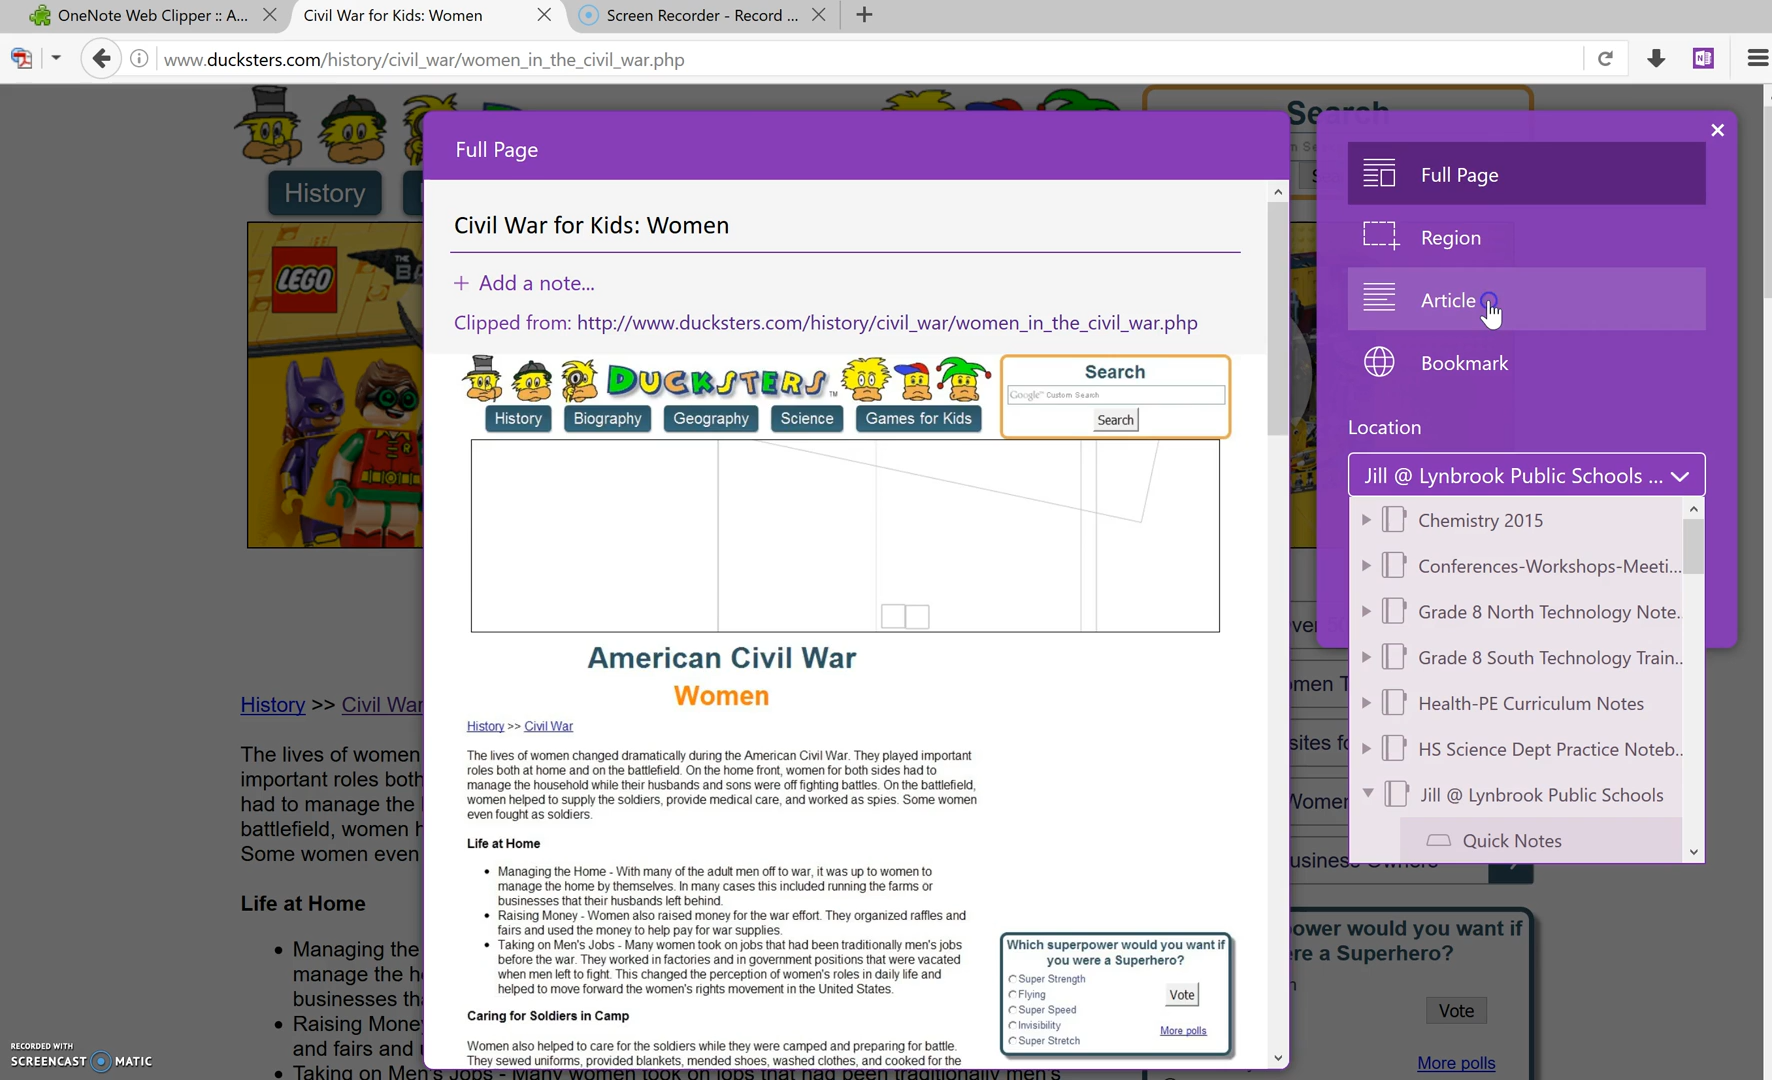 OneNote Web Clipper :: A...
Civil War for Kids: Women
Screen Recorder - Record ...
www.ducksters.com/history/civil_war/women_in_the_civil_war.php
Search
History
LEGO
THE
BA
Full Page
Civil War for Kids: Women
+ Add a note...
Clipped from: http://www.ducksters.com/history/civil_war/women_in_the_civil_war.php
DUCKSTERS TM
Search
Google™ Custom Search
Search
History
Biography
Geography
Science
Games for Kids
American Civil War
Women
History >> Civil War
The lives of women changed dramatically during the American Civil War. They played important
roles both at home and on the battlefield. On the home front, women for both sides had to
manage the household while their husbands and sons were off fighting battles. On the battlefield,
women helped to supply the soldiers, provide medical care, and worked as spies. Some women
even fought as soldiers.
Life at Home
• Managing the Home - With many of the adult men off to war, it was up to women to
manage the home by themselves. In many cases this included running the farms or
businesses that their husbands left behind.
• Raising Money - Women also raised money for the war effort. They organized raffles and
fairs and used the money to help pay for war supplies.
• Taking on Men's Jobs - Many women took on jobs that had been traditionally men's jobs
before the war. They worked in factories and in government positions that were vacated
when men left to fight. This changed the perception of women's roles in daily life and
helped to move forward the women's rights movement in the United States.
Caring for Soldiers in Camp
Women also helped to care for the soldiers while they were camped and preparing for battle.
They sewed uniforms, provided blankets, mended shoes, washed clothes, and cooked for the
Which superpower would you want if
you were a Superhero?
Super Strength
Flying
Super Speed
Invisibility
Super Stretch
Vote
More polls
Full Page
Region
Article
Bookmark
Location
Jill @ Lynbrook Public Schools ...
Chemistry 2015
Conferences-Workshops-Meeti...
Grade 8 North Technology Note..
Grade 8 South Technology Train..
Health-PE Curriculum Notes
HS Science Dept Practice Noteb..
Jill @ Lynbrook Public Schools
Quick Notes
History >> Civil War
The lives of women
important roles both
had to manage the
battlefield, women h
Some women even
Life at Home
• Managing the
manage the h
businesses tha
• Raising Money
and fairs and u
• Taking on Men's Jobs - Many women took on jobs that had been traditionally men's
ower would you want if
re a Superhero?
Vote
More polls
RECORDED WITH
SCREENCAST MATIC